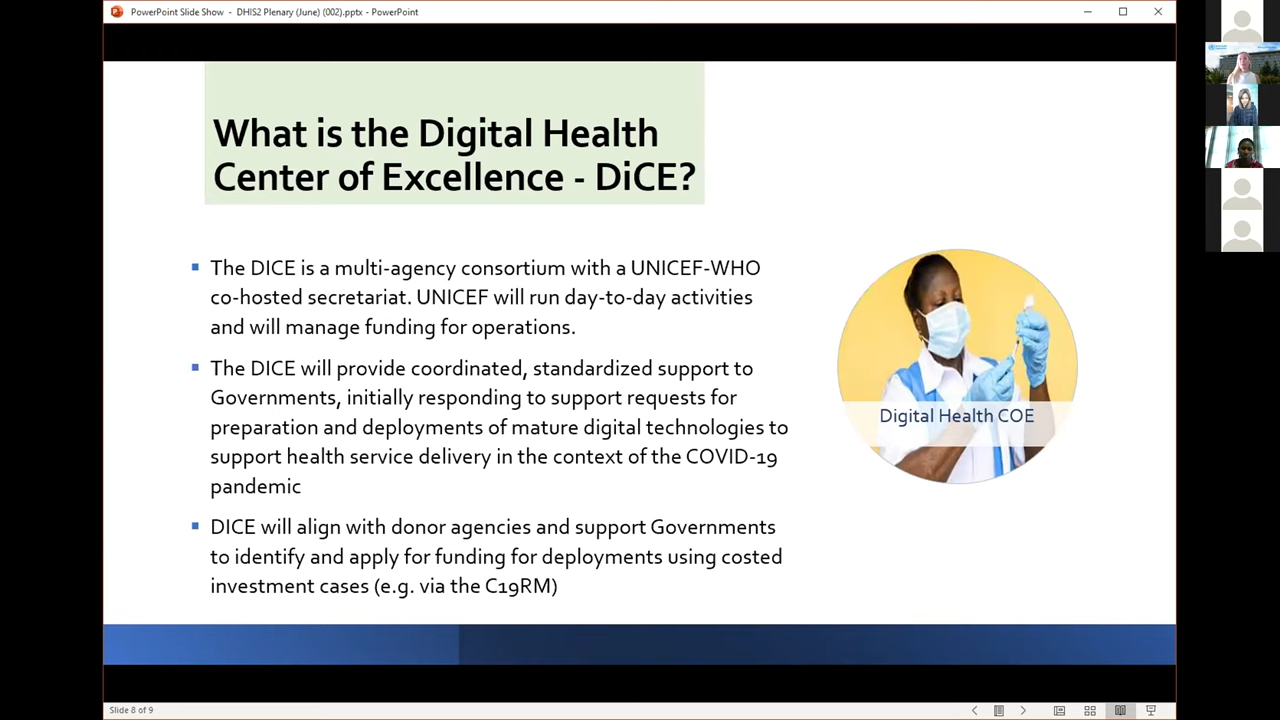 PowerPoint Slide Show - DHIS2 Plenary (June) (002).pptx - PowerPoint
What is the Digital Health
Center of Excellence - DiCE?
▪ The DICE is a multi-agency consortium with a UNICEF-WHO
co-hosted secretariat. UNICEF will run day-to-day activities
and will manage funding for operations.
▪ The DICE will provide coordinated, standardized support to
Governments, initially responding to support requests for
preparation and deployments of mature digital technologies to
support health service delivery in the context of the COVID-19
pandemic
▪ DICE will align with donor agencies and support Governments
to identify and apply for funding for deployments using costed
investment cases (e.g. via the C19RM)
Digital Health COE
Slide 8 of 9